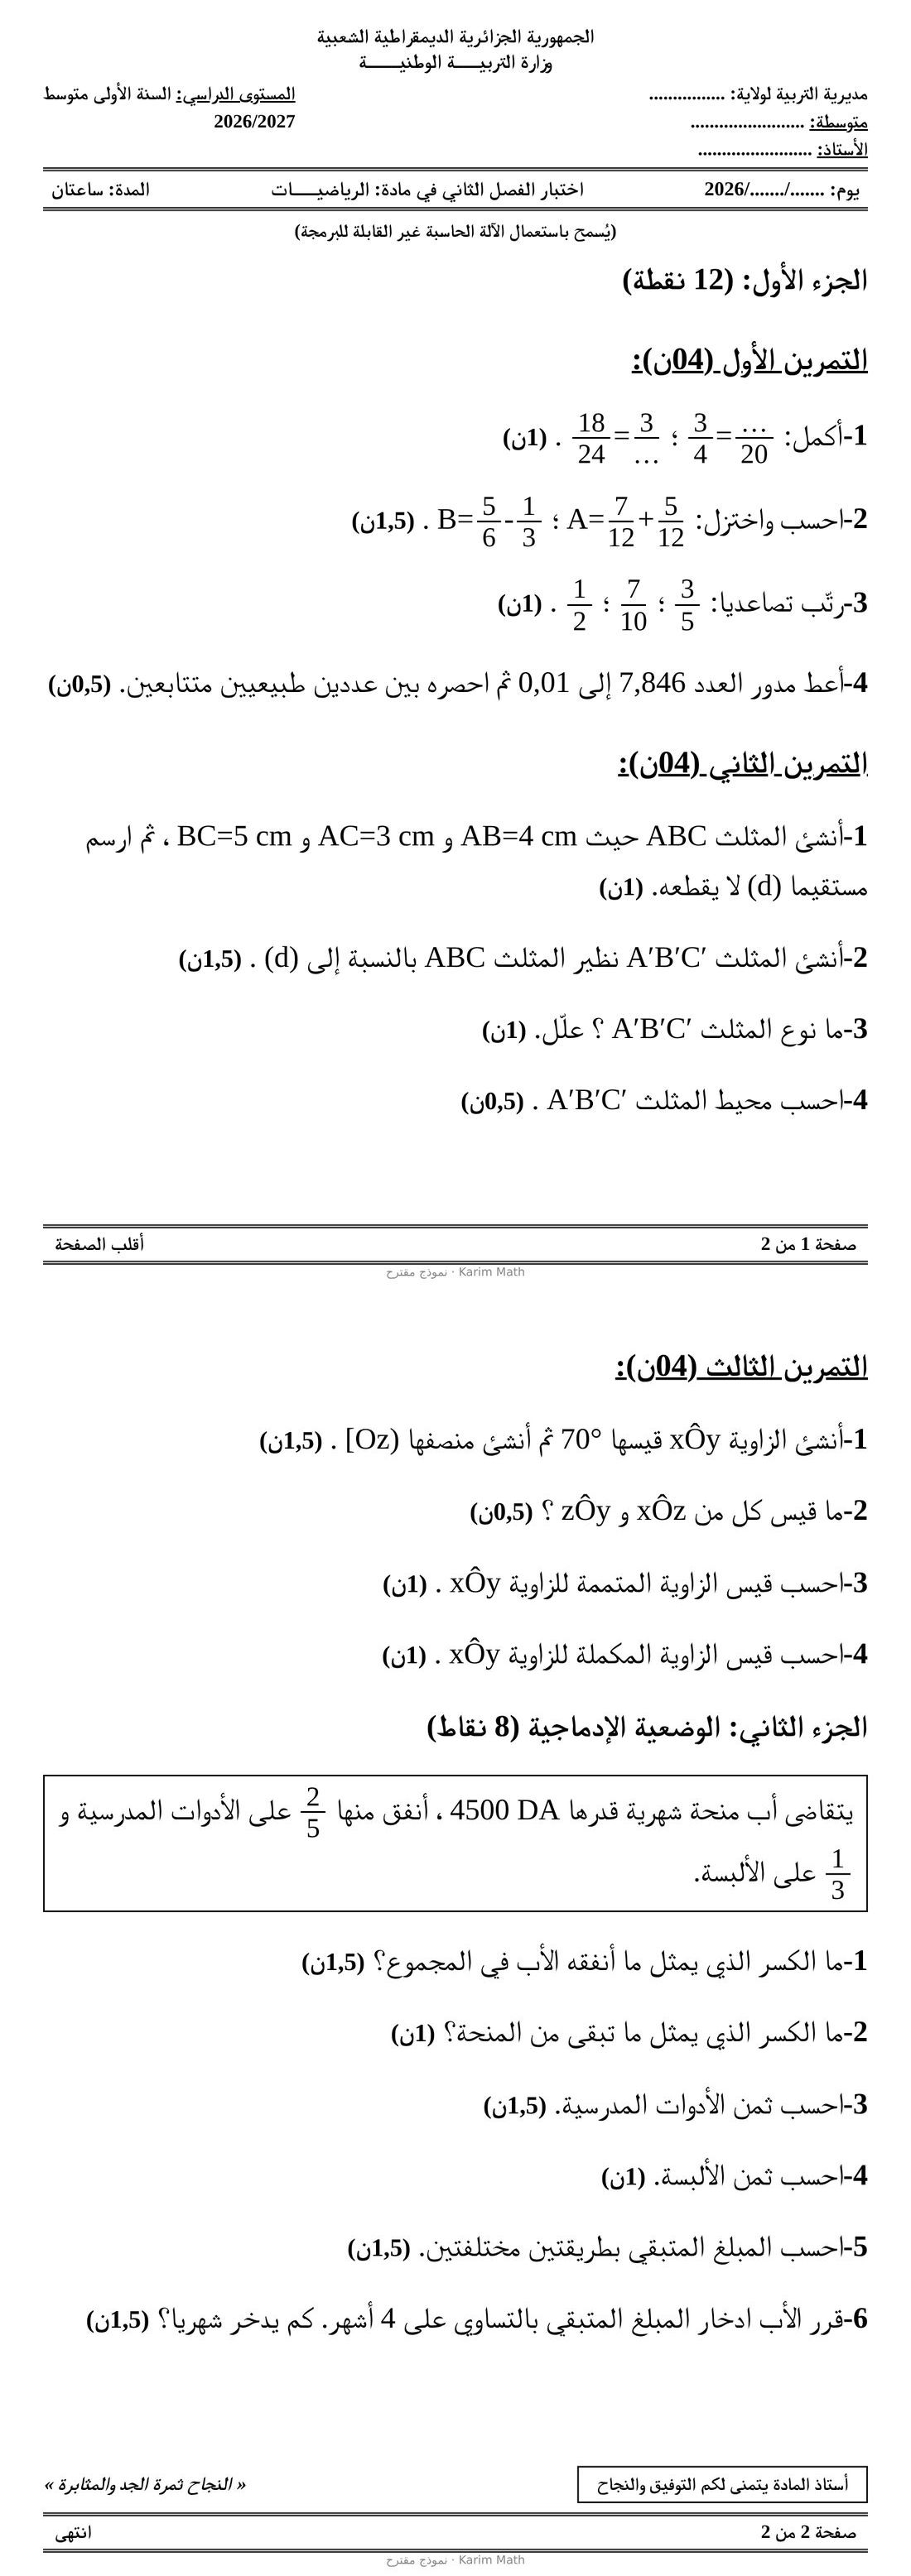 الجمهورية الجزائرية الديمقراطية الشعبية
وزارة التربيـــــة الوطنيـــــــة
مديرية التربية لولاية: ................
المستوى الدراسي: السنة الأولى متوسط
متوسطة: ........................
2026/2027
الأستاذ: ........................
يوم: ......./......./2026
اختبار الفصل الثاني في مادة: الرياضيـــــات
المدة: ساعتان
(يُسمح باستعمال الآلة الحاسبة غير القابلة للبرمجة)
الجزء الأول: (12 نقطة)
التمرين الأول (04ن):
1-أكمل: 3/4=…/20 ؛ 18/24=3/… . (1ن)
2-احسب واختزل: A=7/12+5/12 ؛ B=5/6-1/3 . (1,5ن)
3-رتّب تصاعديا: 3/5 ؛ 7/10 ؛ 1/2 . (1ن)
4-أعط مدور العدد 7,846 إلى 0,01 ثم احصره بين عددين طبيعيين متتابعين. (0,5ن)
التمرين الثاني (04ن):
1-أنشئ المثلث ABC حيث AB=4 cm و AC=3 cm و BC=5 cm ، ثم ارسم
مستقيما (d) لا يقطعه. (1ن)
2-أنشئ المثلث A′B′C′ نظير المثلث ABC بالنسبة إلى (d) . (1,5ن)
3-ما نوع المثلث A′B′C′ ؟ علّل. (1ن)
4-احسب محيط المثلث A′B′C′ . (0,5ن)
صفحة 1 من 2
أقلب الصفحة
Karim Math · نموذج مقترح
التمرين الثالث (04ن):
1-أنشئ الزاوية xÔy قيسها 70° ثم أنشئ منصفها [Oz) . (1,5ن)
2-ما قيس كل من xÔz و zÔy ؟ (0,5ن)
3-احسب قيس الزاوية المتممة للزاوية xÔy . (1ن)
4-احسب قيس الزاوية المكملة للزاوية xÔy . (1ن)
الجزء الثاني: الوضعية الإدماجية (8 نقاط)
يتقاضى أب منحة شهرية قدرها 4500 DA ، أنفق منها 2/5 على الأدوات المدرسية و
1/3 على الألبسة.
1-ما الكسر الذي يمثل ما أنفقه الأب في المجموع؟ (1,5ن)
2-ما الكسر الذي يمثل ما تبقى من المنحة؟ (1ن)
3-احسب ثمن الأدوات المدرسية. (1,5ن)
4-احسب ثمن الألبسة. (1ن)
5-احسب المبلغ المتبقي بطريقتين مختلفتين. (1,5ن)
6-قرر الأب ادخار المبلغ المتبقي بالتساوي على 4 أشهر. كم يدخر شهريا؟ (1,5ن)
أستاذ المادة يتمنى لكم التوفيق والنجاح
« النجاح ثمرة الجد والمثابرة »
صفحة 2 من 2
انتهى
Karim Math · نموذج مقترح